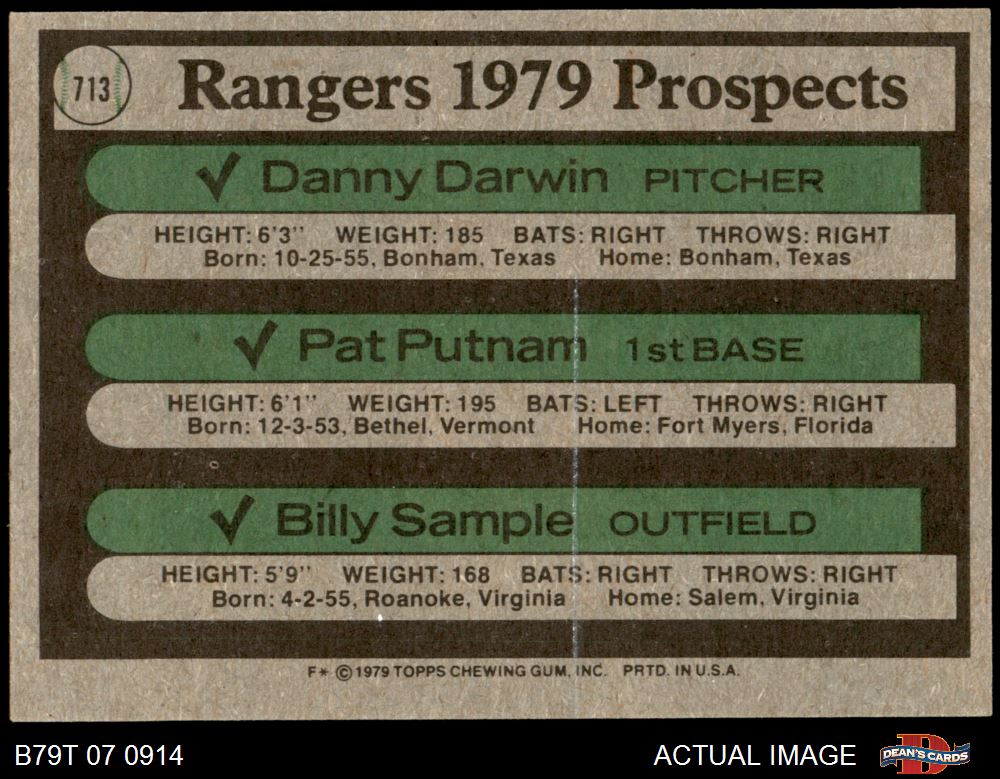 713
Rangers 1979 Prospects
✓ Danny Darwin PITCHER
HEIGHT: 6'3" WEIGHT: 185 BATS: RIGHT THROWS: RIGHT
Born: 10-25-55, Bonham, Texas Home: Bonham, Texas
✓ Pat Putnam 1st BASE
HEIGHT: 6'1" WEIGHT: 195 BATS: LEFT THROWS: RIGHT
Born: 12-3-53, Bethel, Vermont Home: Fort Myers, Florida
✓ Billy Sample OUTFIELD
HEIGHT: 5'9" WEIGHT: 168 BATS: RIGHT THROWS: RIGHT
Born: 4-2-55, Roanoke, Virginia Home: Salem, Virginia
F* © 1979 TOPPS CHEWING GUM, INC. PRTD. IN U.S.A.
B79T 07 0914 ACTUAL IMAGE
D
DEAN'S CARDS